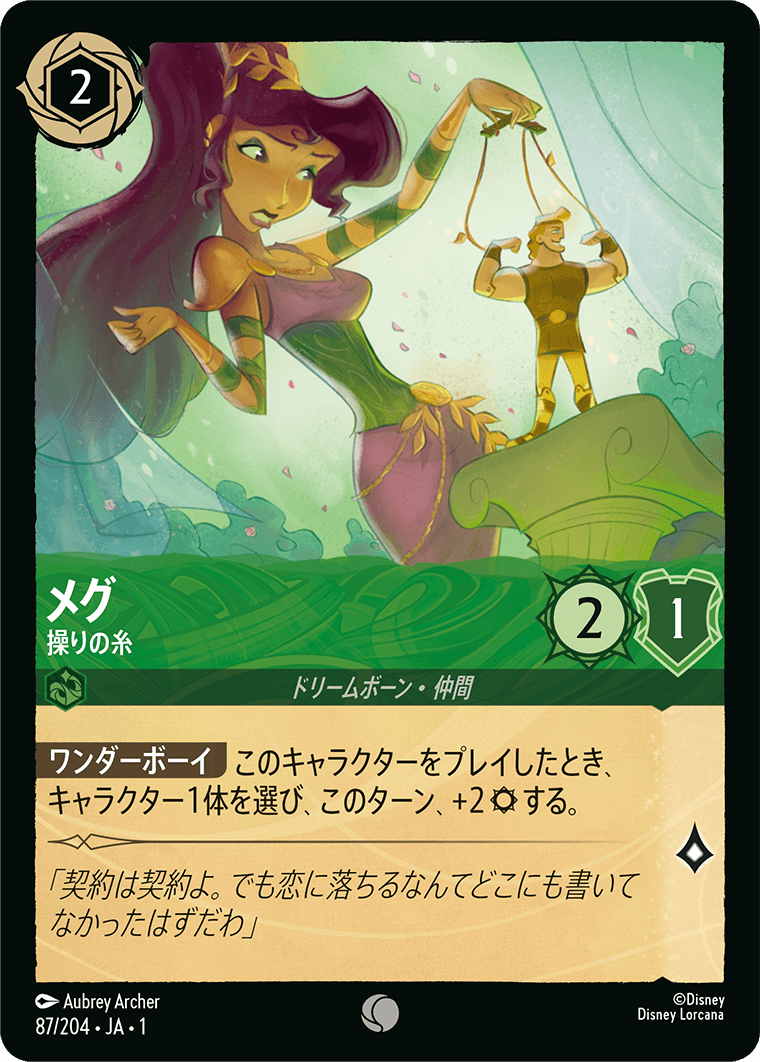 2
メグ
操りの糸
2
1
ドリームボーン・仲間
ワンダーボーイ このキャラクターをプレイしたとき、
キャラクター1体を選び、このターン、+2 する。
「契約は契約よ。でも恋に落ちるなんてどこにも書いて
なかったはずだわ」
Aubrey Archer
©Disney
87/204・JA・1
Disney Lorcana